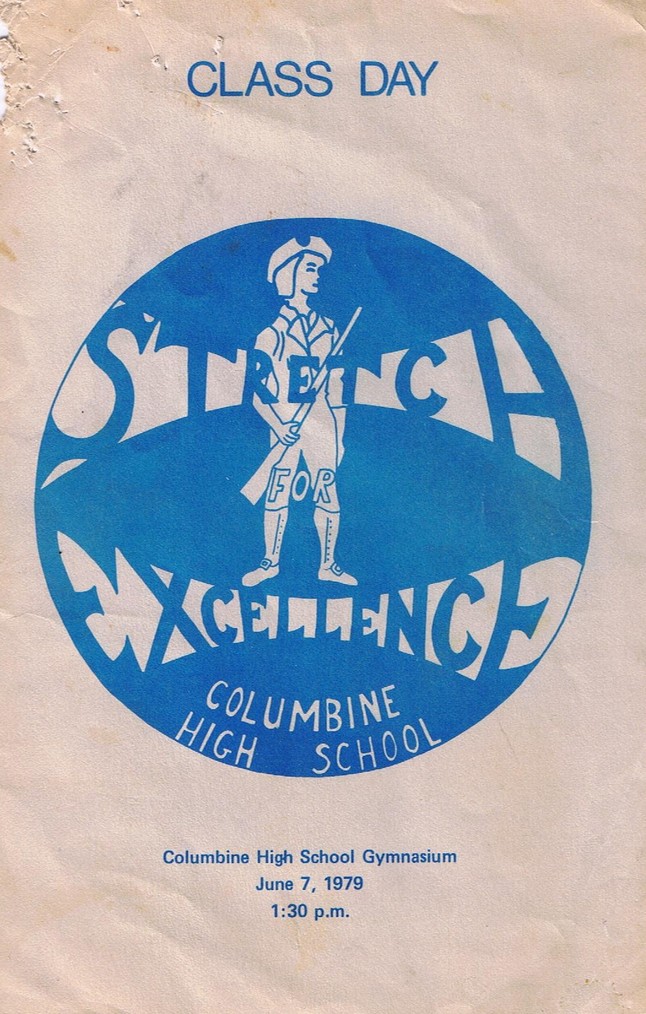 CLASS DAY
STRETCH
FOR
EXCELLENCE
COLUMBINE
HIGH SCHOOL
Columbine High School Gymnasium
June 7, 1979
1:30 p.m.